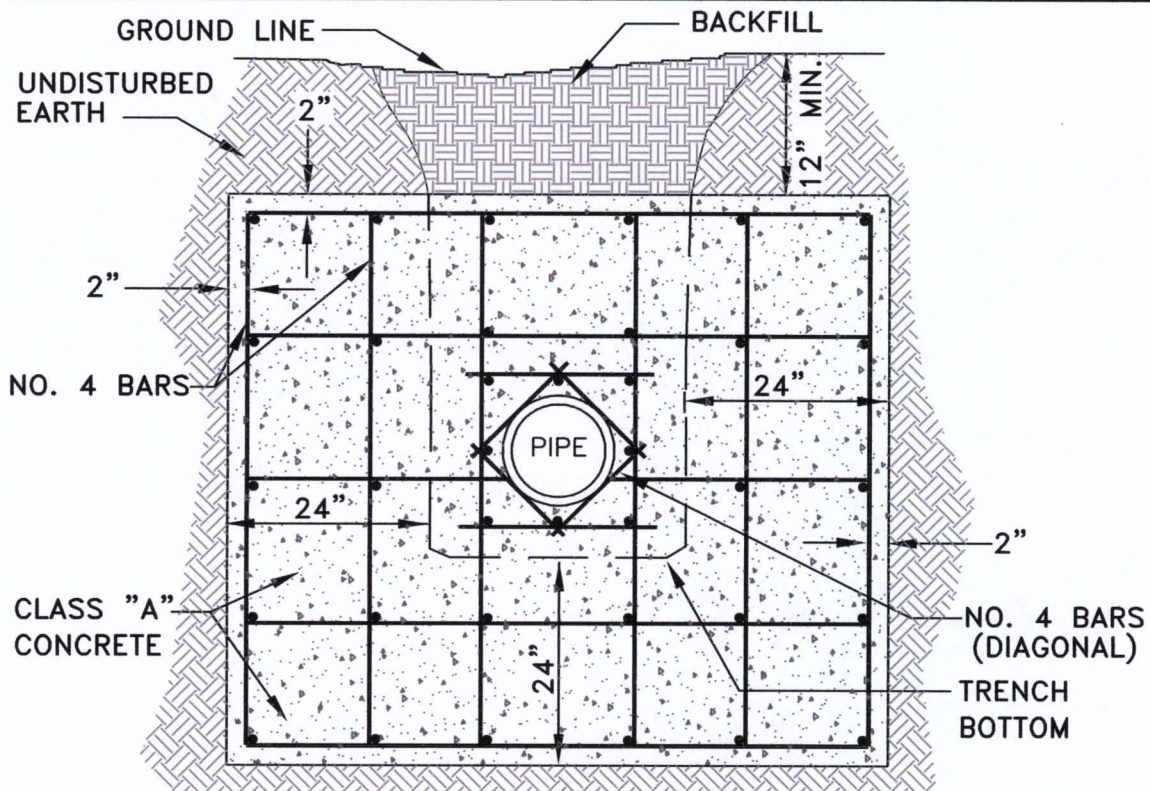 GROUND LINE
BACKFILL
UNDISTURBED
EARTH
2"
12" MIN.
2"
NO. 4 BARS
24"
PIPE
24"
2"
CLASS "A"
CONCRETE
24"
NO. 4 BARS
(DIAGONAL)
TRENCH
BOTTOM